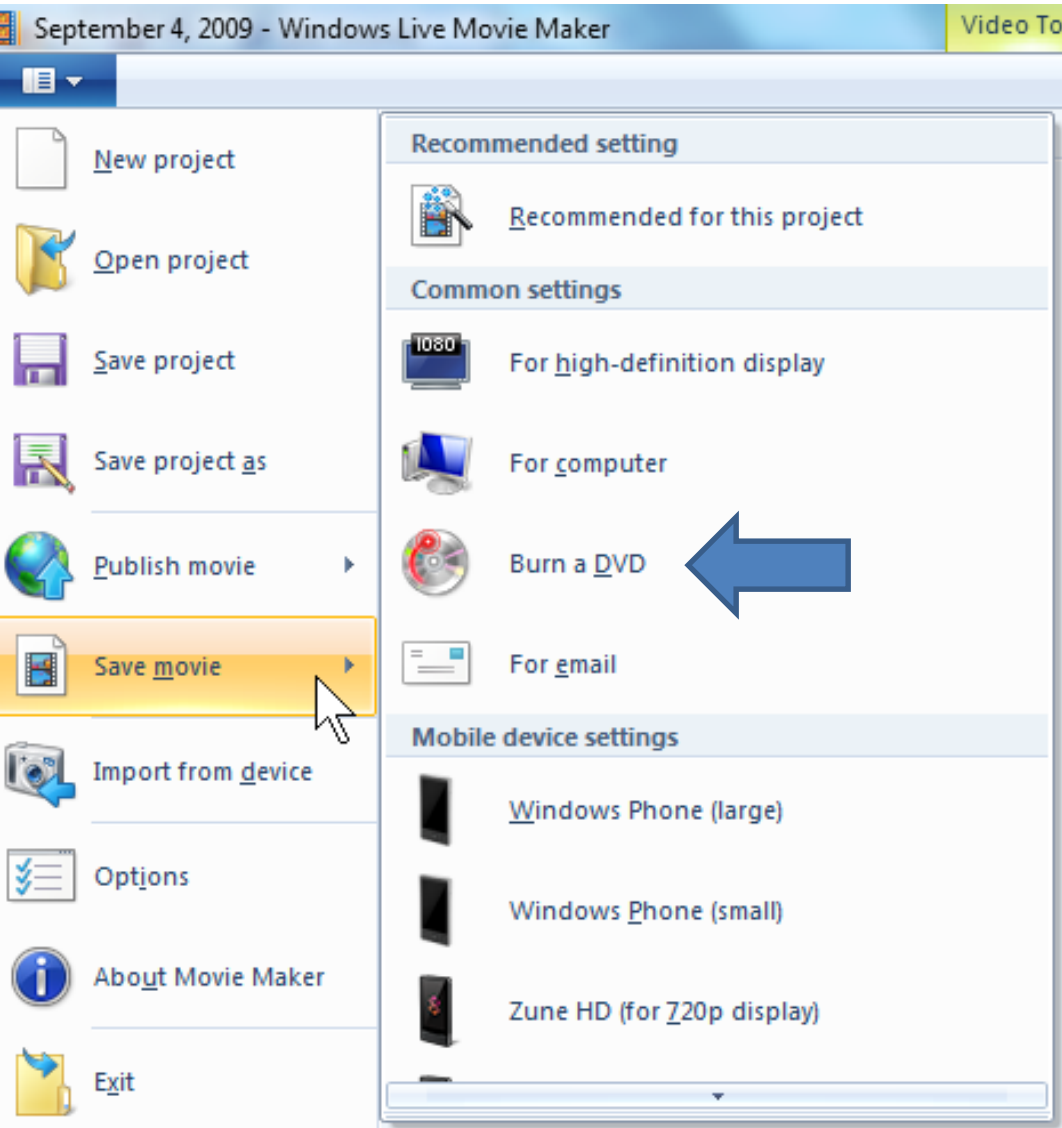 September 4, 2009 - Windows Live Movie Maker
Video To
New project
Open project
Save project
Save project as
Publish movie
Save movie
Import from device
Options
About Movie Maker
Exit
Recommended setting
Recommended for this project
Common settings
1080
For high-definition display
For computer
Burn a DVD
For email
Mobile device settings
Windows Phone (large)
Windows Phone (small)
Zune HD (for 720p display)